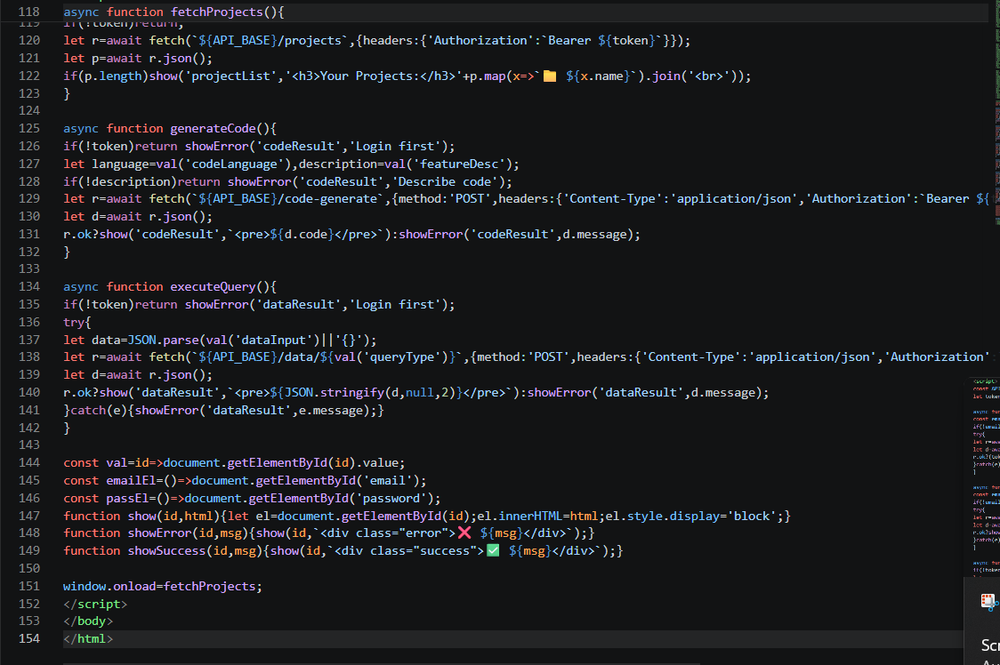 118 async function fetchProjects(){
119 if(!token)return;
120 let r=await fetch(`${API_BASE}/projects`,{headers:{'Authorization':`Bearer ${token}`}});
121 let p=await r.json();
122 if(p.length)show('projectList','<h3>Your Projects:</h3>'+p.map(x=>`📁 ${x.name}`).join('<br>'));
123 }
124
125 async function generateCode(){
126 if(!token)return showError('codeResult','Login first');
127 let language=val('codeLanguage'),description=val('featureDesc');
128 if(!description)return showError('codeResult','Describe code');
129 let r=await fetch(`${API_BASE}/code-generate`,{method:'POST',headers:{'Content-Type':'application/json','Authorization':`Bearer ${
130 let d=await r.json();
131 r.ok?show('codeResult',`<pre>${d.code}</pre>`):showError('codeResult',d.message);
132 }
133
134 async function executeQuery(){
135 if(!token)return showError('dataResult','Login first');
136 try{
137 let data=JSON.parse(val('dataInput')||'{}');
138 let r=await fetch(`${API_BASE}/data/${val('queryType')}`,{method:'POST',headers:{'Content-Type':'application/json','Authorization'
139 let d=await r.json();
140 r.ok?show('dataResult',`<pre>${JSON.stringify(d,null,2)}</pre>`):showError('dataResult',d.message);
141 }catch(e){showError('dataResult',e.message);}
142 }
143
144 const val=id=>document.getElementById(id).value;
145 const emailEl=()=>document.getElementById('email');
146 const passEl=()=>document.getElementById('password');
147 function show(id,html){let el=document.getElementById(id);el.innerHTML=html;el.style.display='block';}
148 function showError(id,msg){show(id,`<div class="error">❌ ${msg}</div>`);}
149 function showSuccess(id,msg){show(id,`<div class="success">✅ ${msg}</div>`);}
150
151 window.onload=fetchProjects;
152 </script>
153 </body>
154 </html>